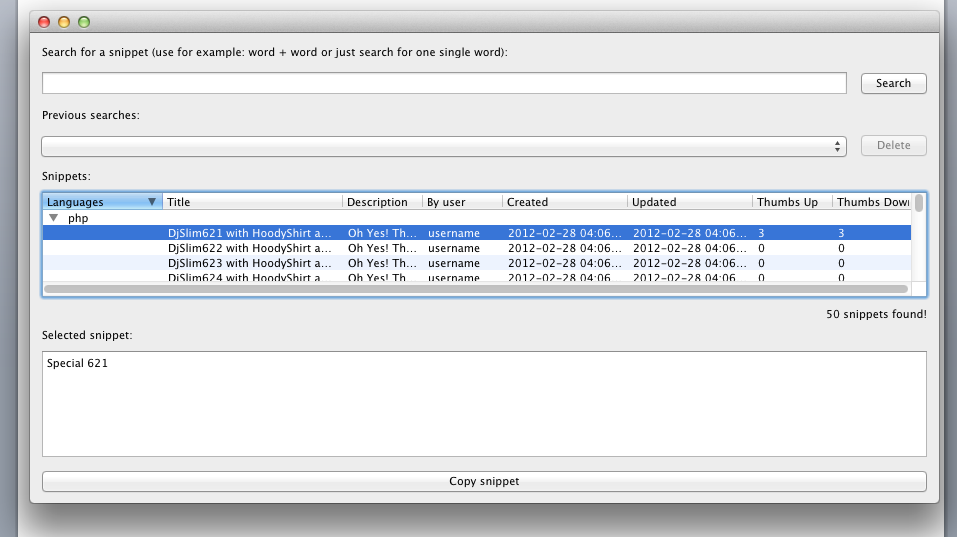 Search for a snippet (use for example: word + word or just search for one single word):
Search
Previous searches:
Delete
Snippets:
Languages Title Description By user Created Updated Thumbs Up Thumbs Down
php
DjSlim621 with HoodyShirt a... Oh Yes! Th... username 2012-02-28 04:06... 2012-02-28 04:06... 3 3
DjSlim622 with HoodyShirt a... Oh Yes! Th... username 2012-02-28 04:06... 2012-02-28 04:06... 0 0
DjSlim623 with HoodyShirt a... Oh Yes! Th... username 2012-02-28 04:06... 2012-02-28 04:06... 0 0
DjSlim624 with HoodyShirt a... Oh Yes! Th... username 2012-02-28 04:06... 2012-02-28 04:06... 0 0
50 snippets found!
Selected snippet:
Special 621
Copy snippet